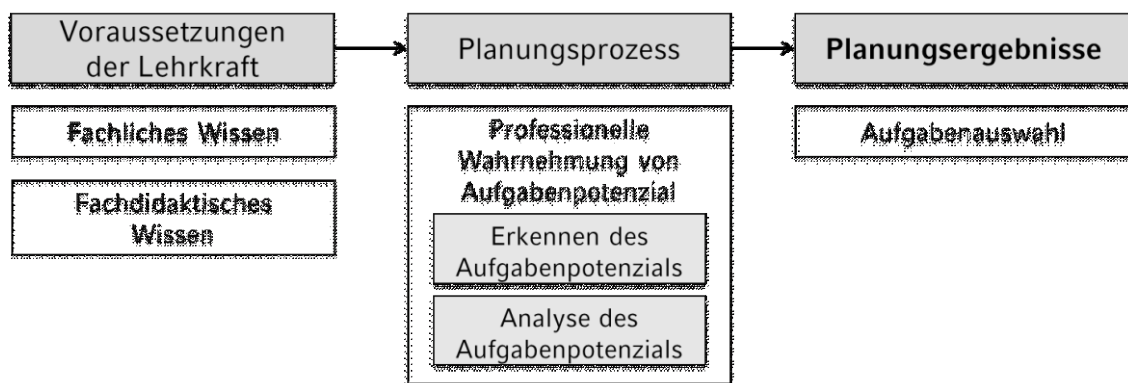 Voraussetzungen
der Lehrkraft
Fachliches Wissen
Fachdidaktisches
Wissen
Planungsprozess
Professionelle
Wahrnehmung von
Aufgabenpotenzial
Erkennen des
Aufgabenpotenzials
Analyse des
Aufgabenpotenzials
Planungsergebnisse
Aufgabenauswahl